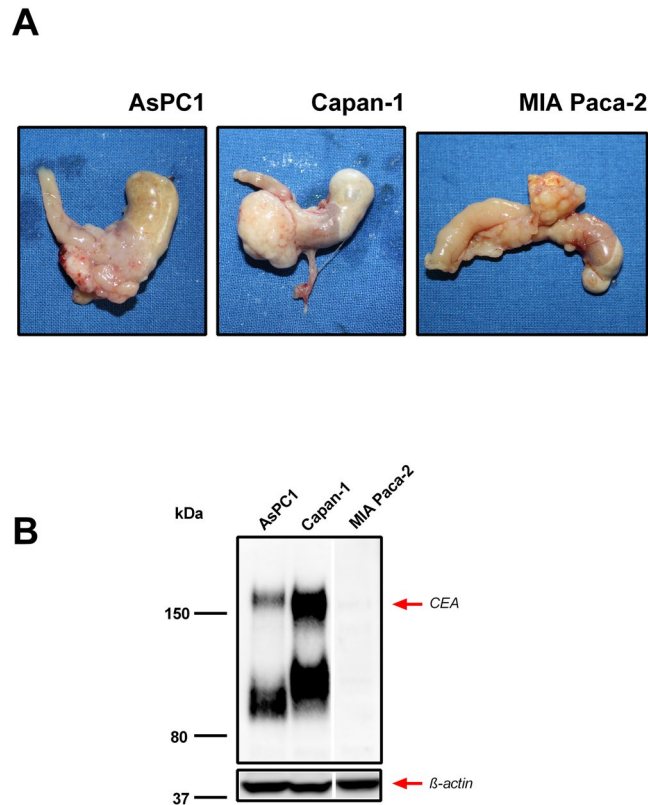 A
AsPC1 Capan-1 MIA Paca-2
B
kDa
AsPC1 Capan-1 MIA Paca-2
150
CEA
80
ß-actin
37